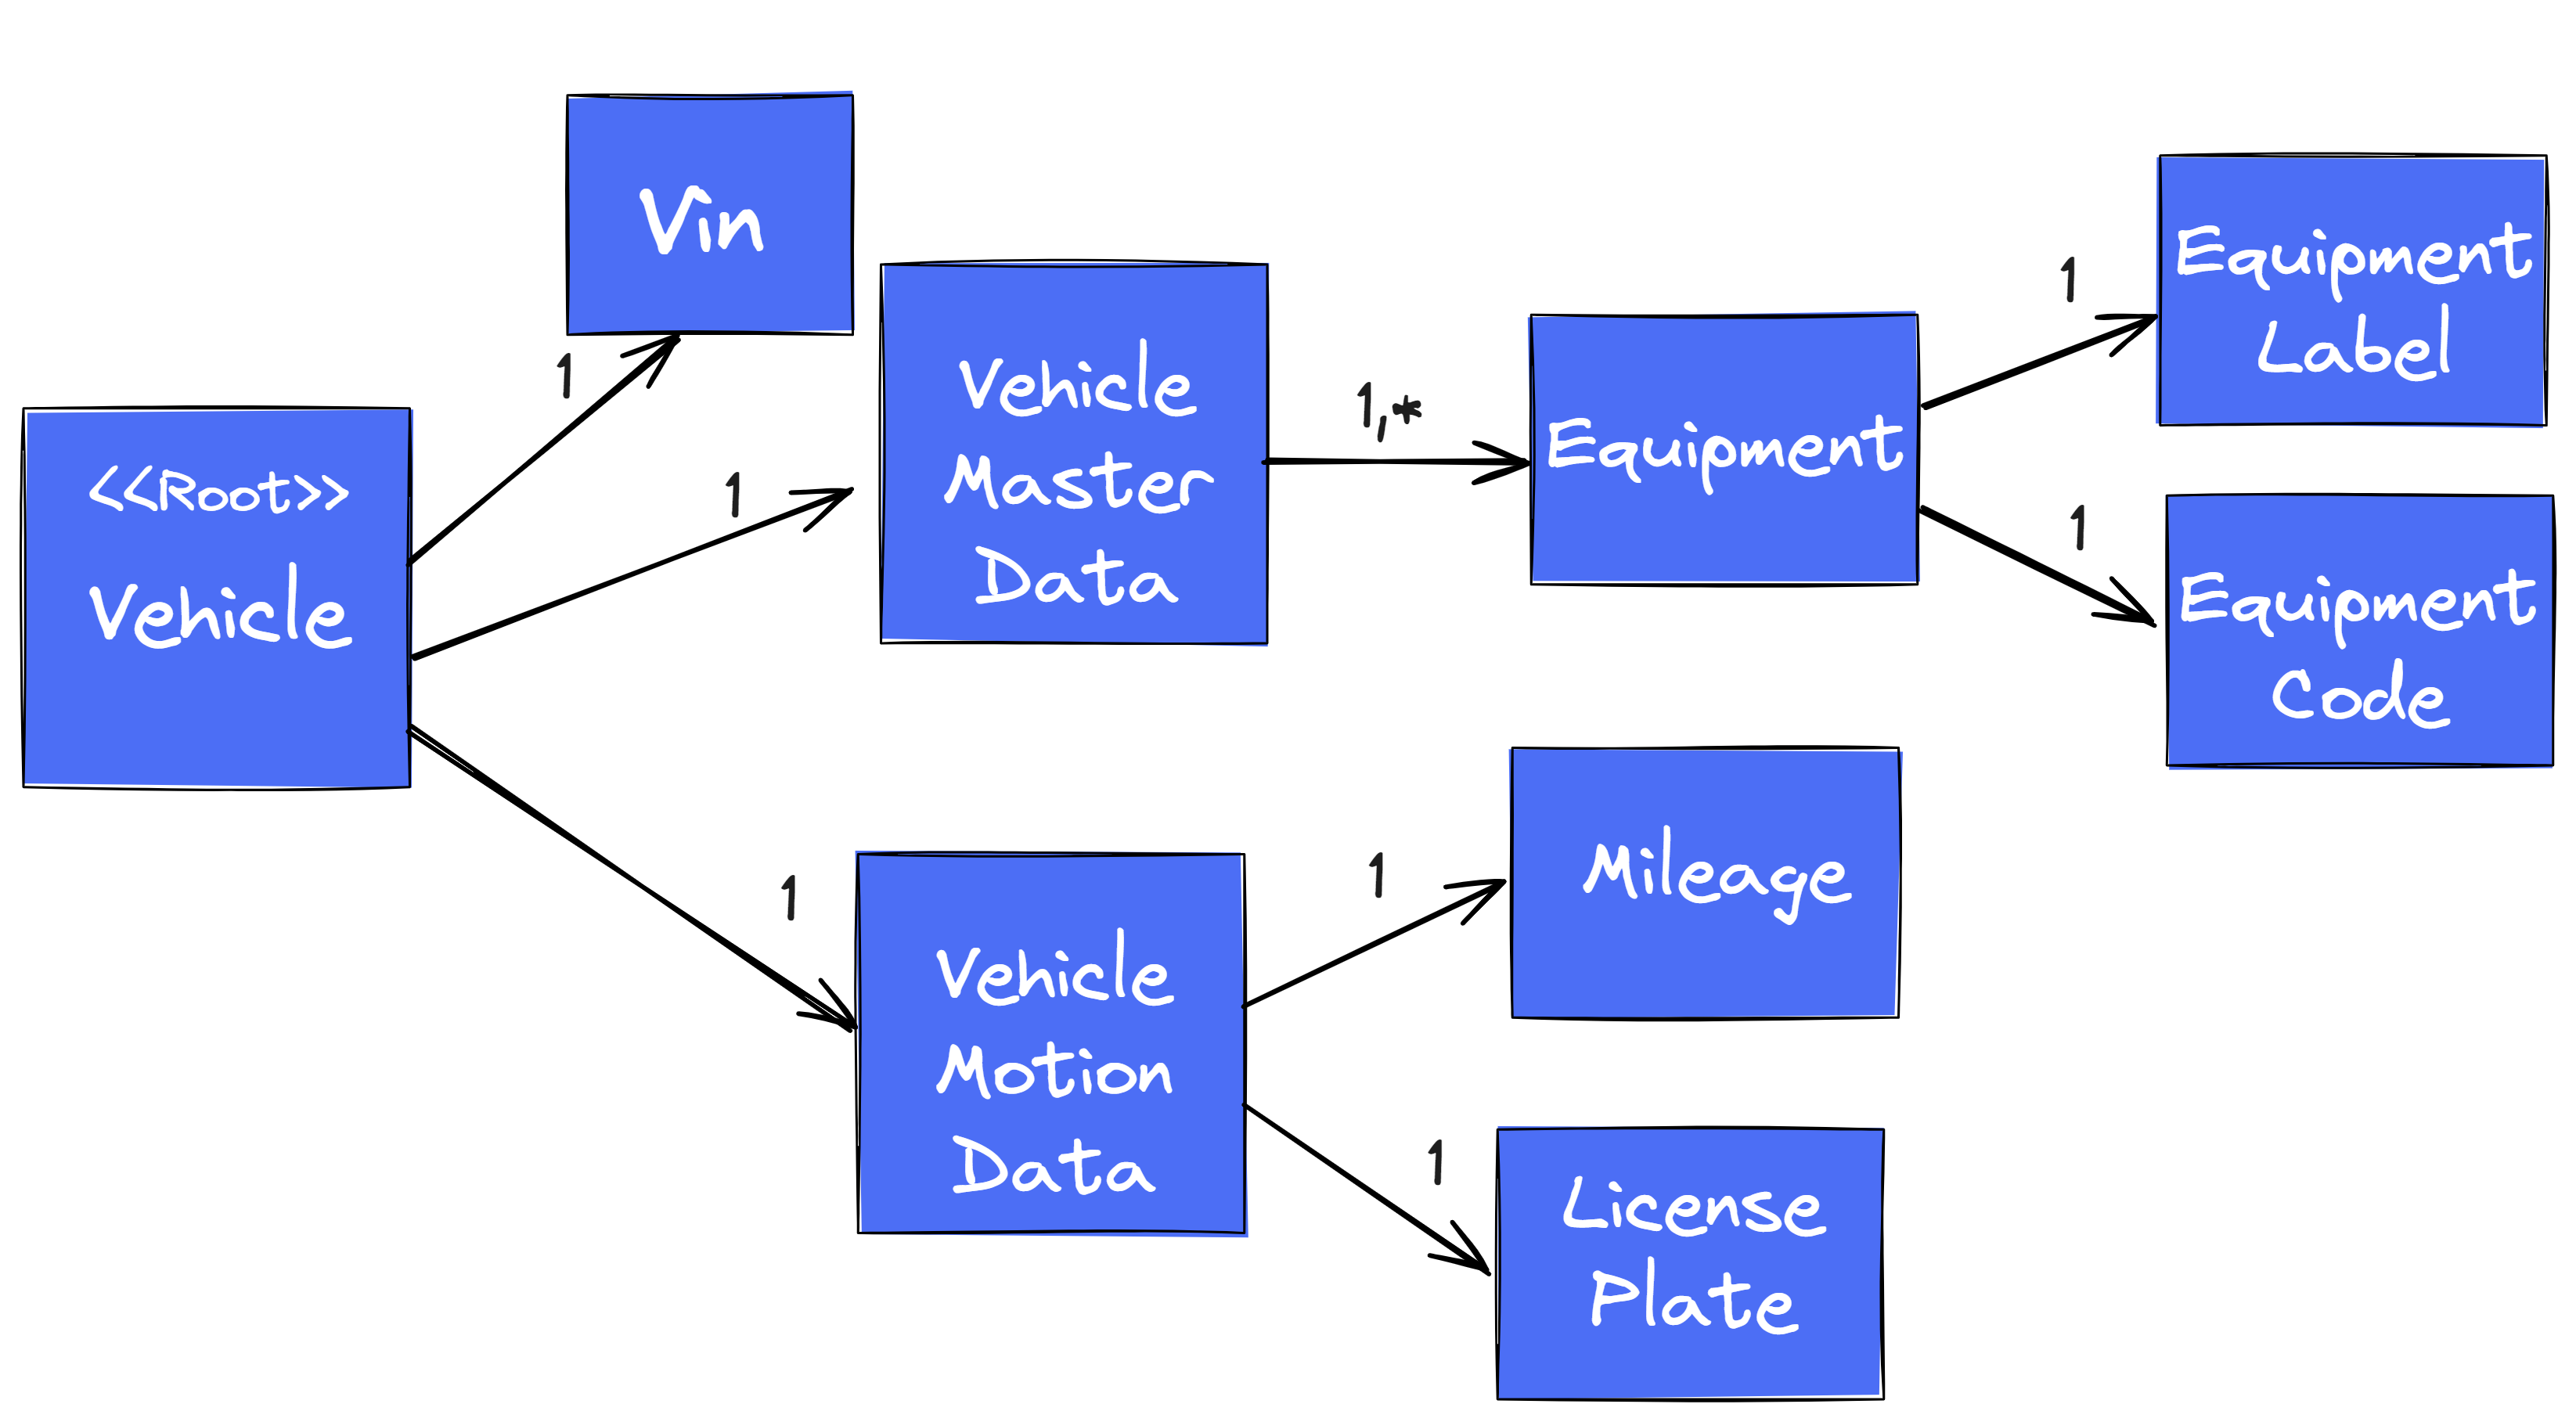 Vin
1
<<Root>>
Vehicle
1
Vehicle
Master
Data
1,*
Equipment
1
Equipment
Label
1
Equipment
Code
1
Vehicle
Motion
Data
1
Mileage
1
License
Plate